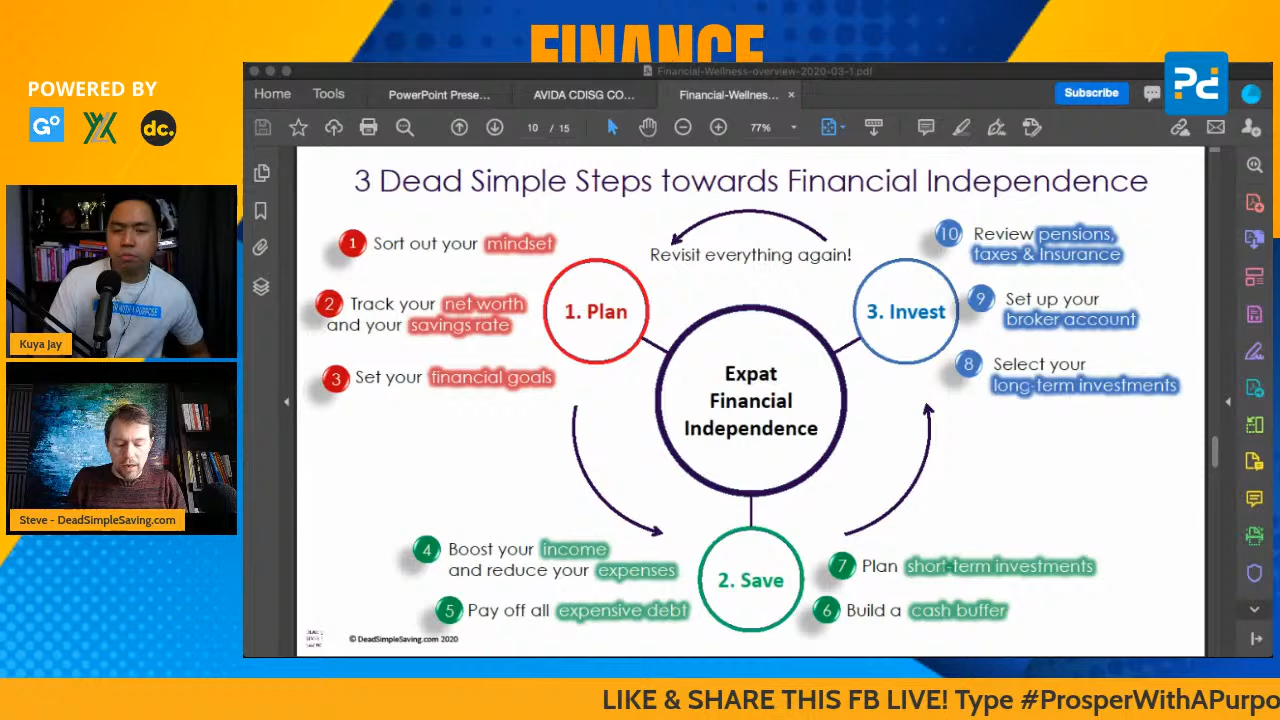 FINANCE
POWERED BY
GO
dc.
Financial-Wellness-overview-2020-03-1.pdf
Home
Tools
PowerPoint Prese...
AVIDA CDISG CO...
Financial-Wellnes...
×
Subscribe
10 / 15
77%
3 Dead Simple Steps towards Financial Independence
1 Sort out your mindset
2 Track your net worth
and your savings rate
3 Set your financial goals
1. Plan
Revisit everything again!
3. Invest
10 Review pensions,
taxes & Insurance
9 Set up your
broker account
8 Select your
long-term investments
Expat
Financial
Independence
4 Boost your income
and reduce your expenses
5 Pay off all expensive debt
2. Save
7 Plan short-term investments
6 Build a cash buffer
© DeadSimpleSaving.com 2020
WITH A PURPOSE
Kuya Jay
Steve - DeadSimpleSaving.com
LIKE & SHARE THIS FB LIVE! Type #ProsperWithAPurpo